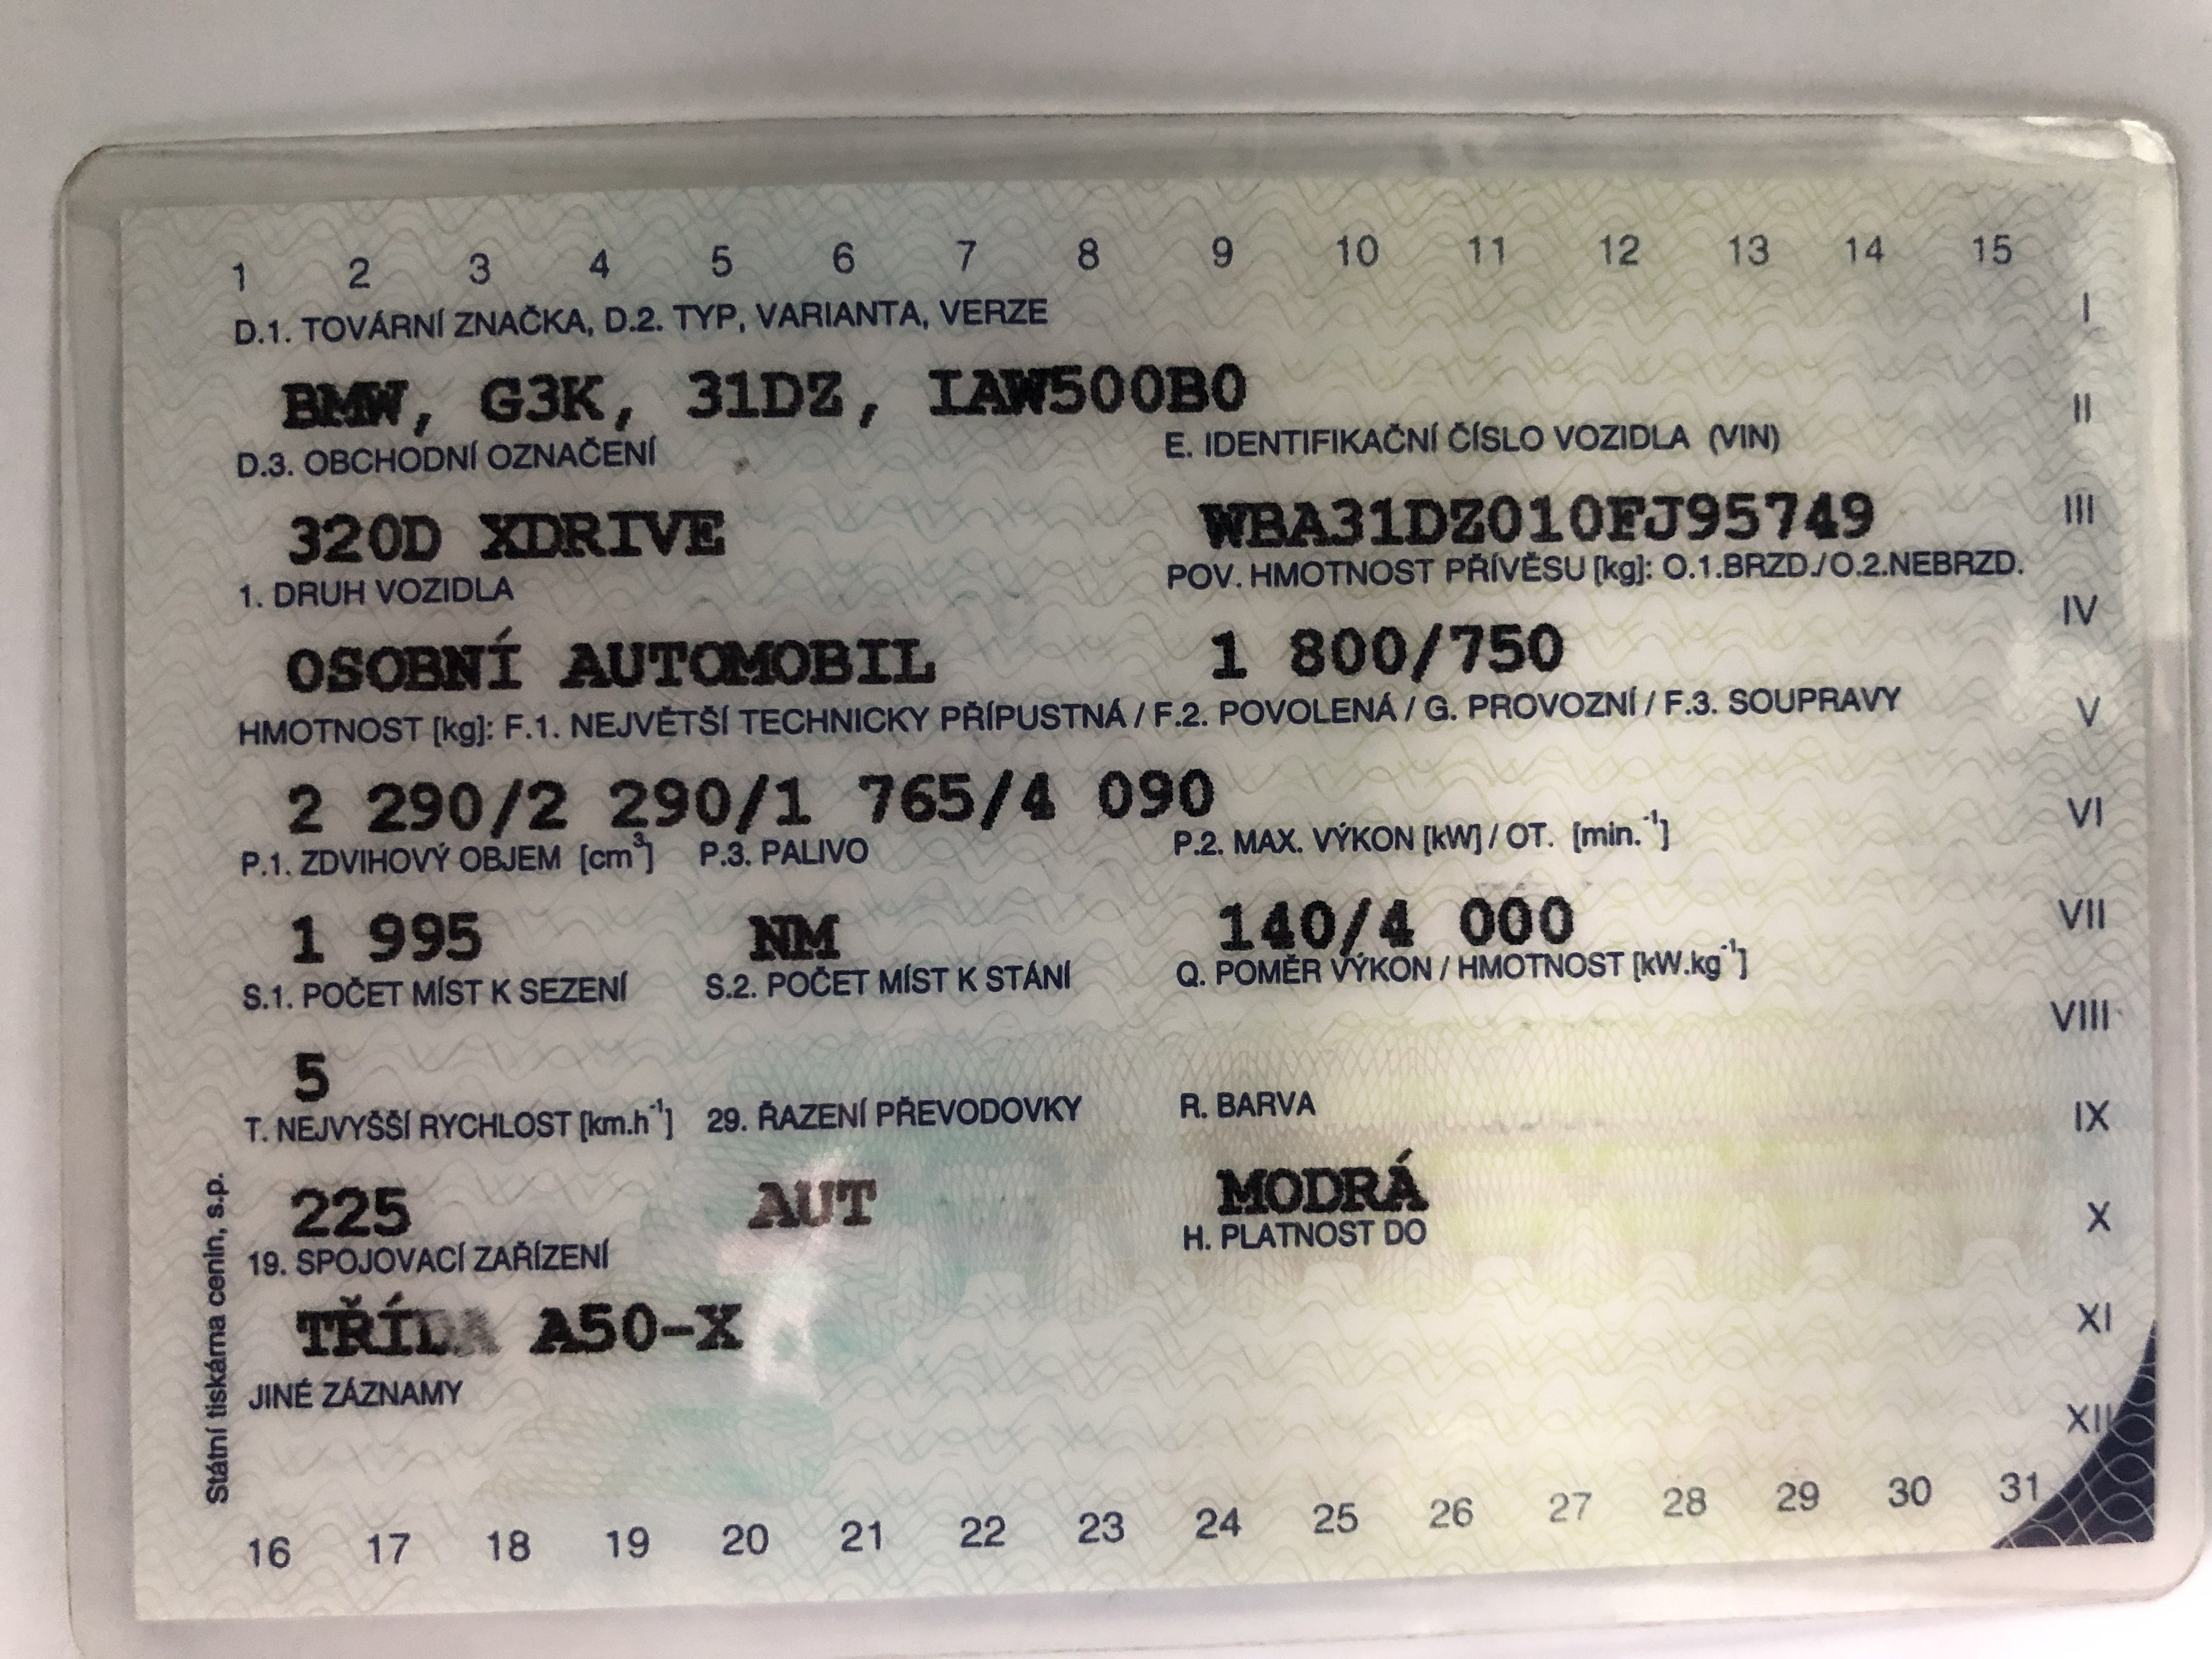 1 2 3 4 5 6 7 8 9 10 11 12 13 14 15
D.1. TOVÁRNÍ ZNAČKA, D.2. TYP, VARIANTA, VERZE
I
BMW, G3K, 31DZ, IAW500B0
II
D.3. OBCHODNÍ OZNAČENÍ E. IDENTIFIKAČNÍ ČÍSLO VOZIDLA (VIN)
320D XDRIVE WBA31DZ010FJ95749
III
1. DRUH VOZIDLA POV. HMOTNOST PŘÍVĚSU [kg]: O.1.BRZD./O.2.NEBRZD.
IV
OSOBNÍ AUTOMOBIL 1 800/750
HMOTNOST [kg]: F.1. NEJVĚTŠÍ TECHNICKY PŘÍPUSTNÁ / F.2. POVOLENÁ / G. PROVOZNÍ / F.3. SOUPRAVY
V
2 290/2 290/1 765/4 090
VI
P.1. ZDVIHOVÝ OBJEM [cm³] P.3. PALIVO P.2. MAX. VÝKON [kW] / OT. [min.⁻¹]
1 995 NM 140/4 000
VII
S.1. POČET MÍST K SEZENÍ S.2. POČET MÍST K STÁNÍ Q. POMĚR VÝKON / HMOTNOST [kW.kg⁻¹]
VIII
5
T. NEJVYŠŠÍ RYCHLOST [km.h⁻¹] 29. ŘAZENÍ PŘEVODOVKY R. BARVA
IX
225 AUT MODRÁ
X
19. SPOJOVACÍ ZAŘÍZENÍ H. PLATNOST DO
TŘÍDA A50-X
XI
JINÉ ZÁZNAMY
XII
Státní tiskárna cenin, s.p.
16 17 18 19 20 21 22 23 24 25 26 27 28 29 30 31